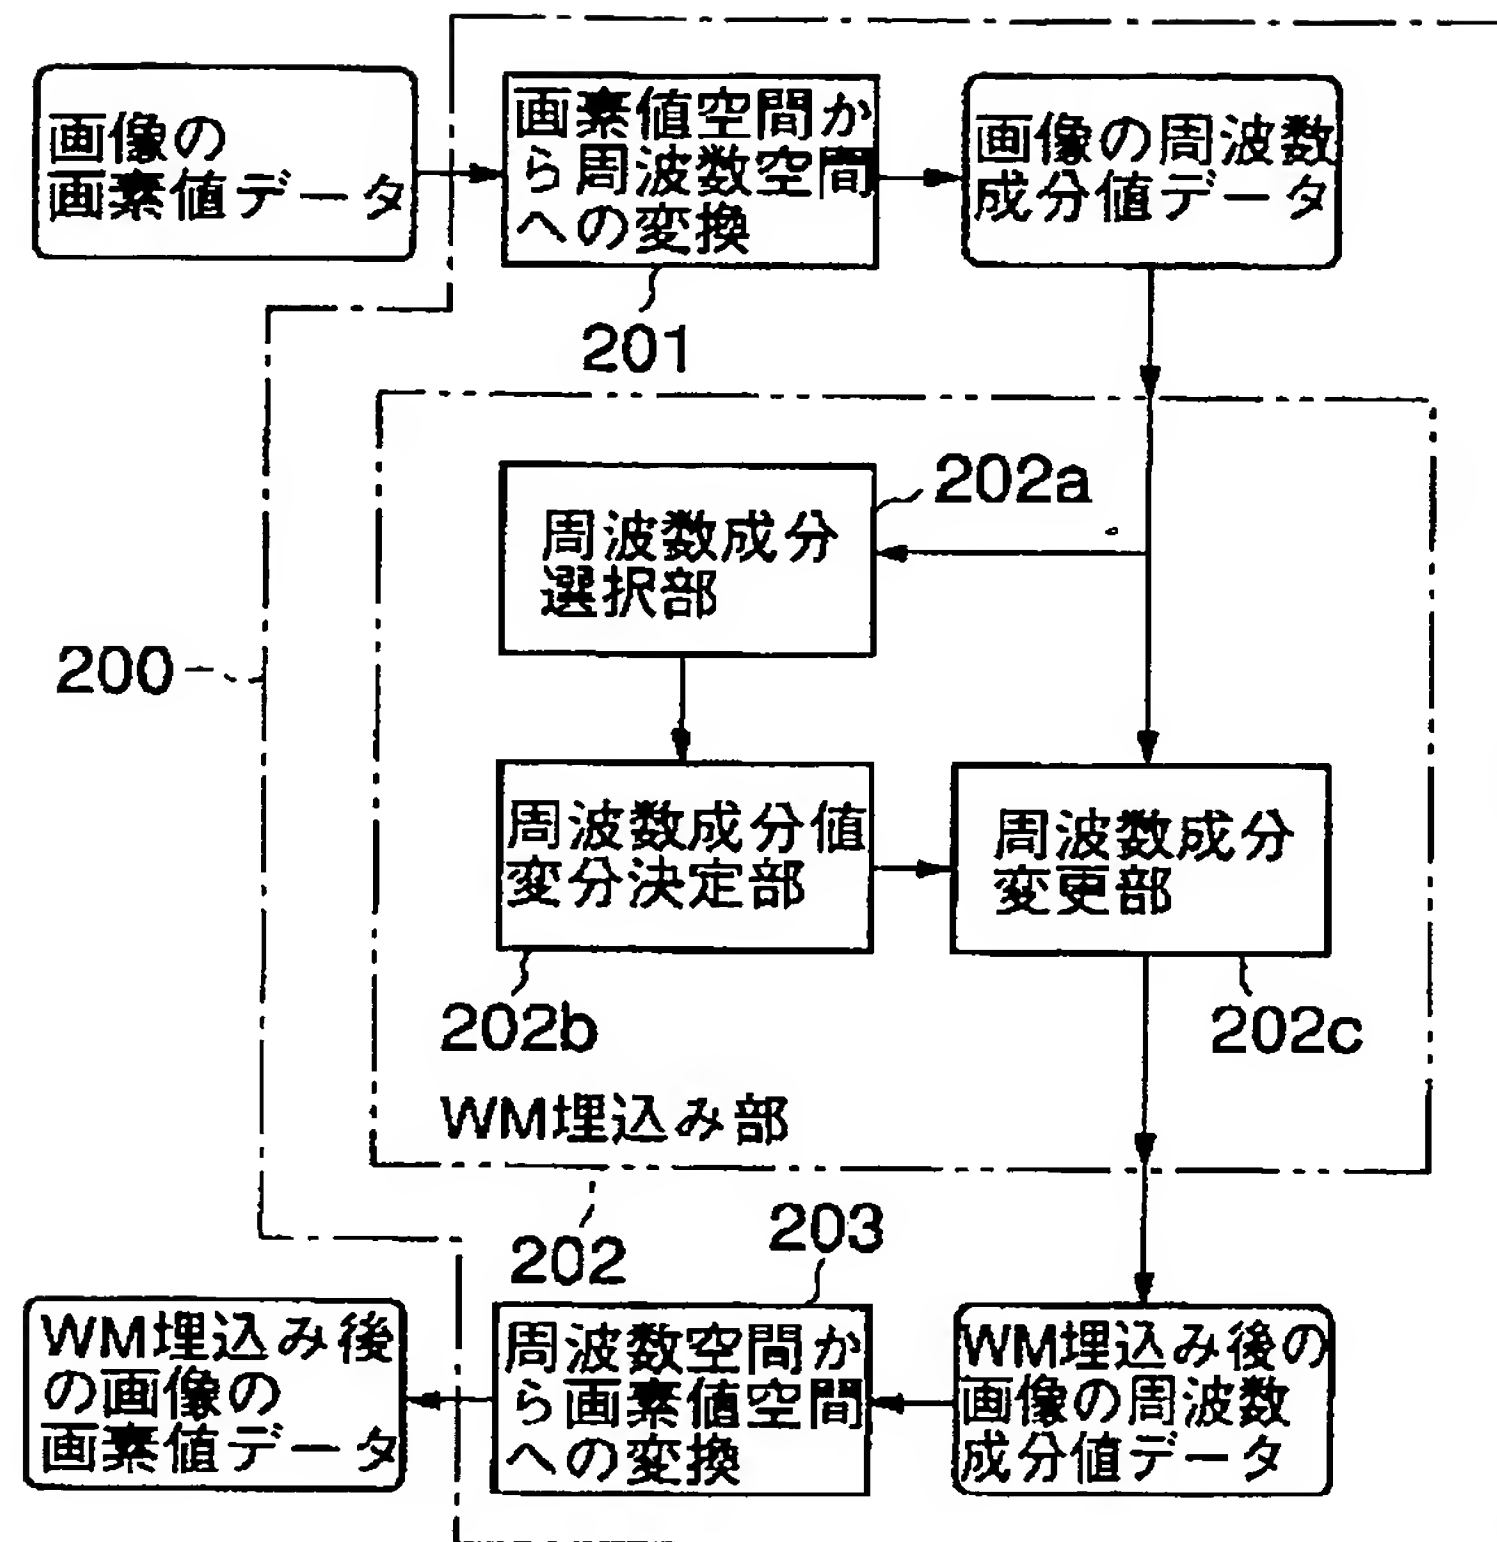 画像の
画素値データ
画素値空間か
ら周波数空間
への変換
画像の周波数
成分値データ
201
202a
周波数成分
選択部
200
周波数成分値
変分決定部
周波数成分
変更部
202b
202c
WM埋込み部
202
203
WM埋込み後
の画像の
画素値データ
周波数空間か
ら画素値空間
への変換
WM埋込み後の
画像の周波数
成分値データ